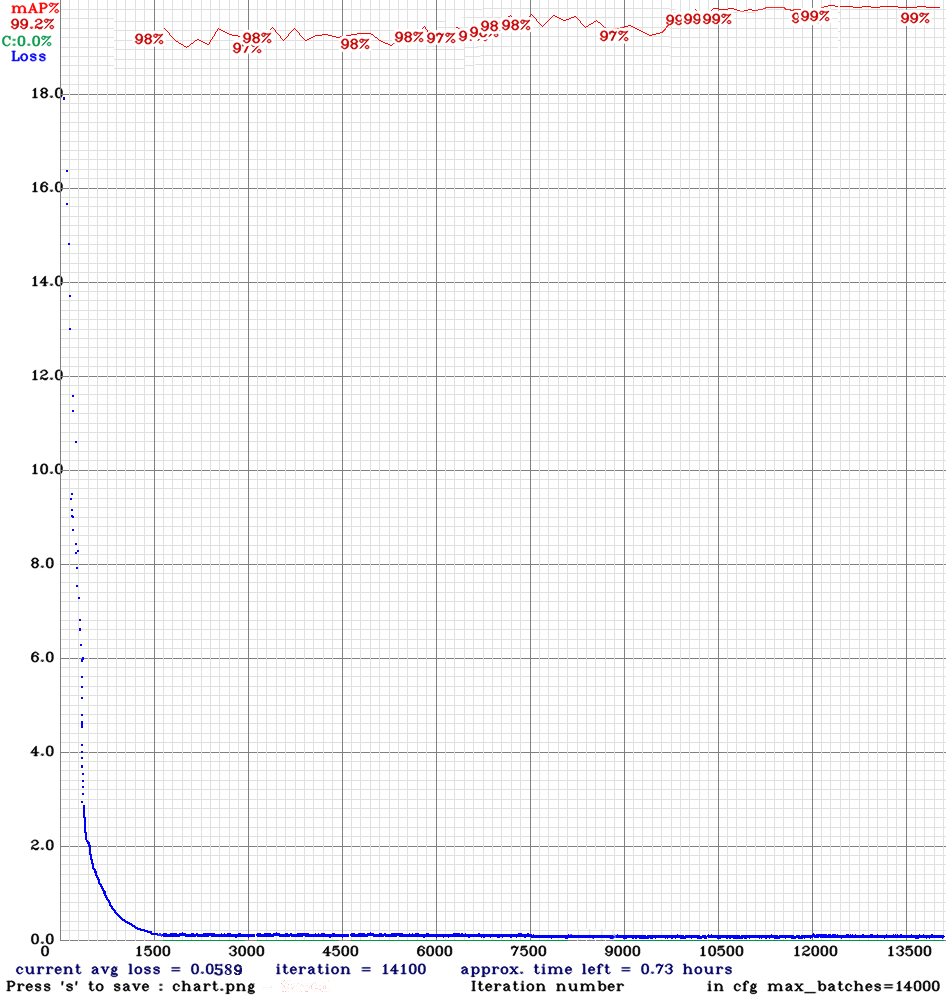 mAP%
99.2%
C:0.0%
Loss
98% 97% 98% 98% 98% 97% 98 98% 97% 99 99 99% 99% 99%
18.0
16.0
14.0
12.0
10.0
8.0
6.0
4.0
2.0
0.0
0 1500 3000 4500 6000 7500 9000 10500 12000 13500
current avg loss = 0.0589 iteration = 14100 approx. time left = 0.73 hours
Press 's' to save : chart.png Iteration number in cfg max_batches=14000